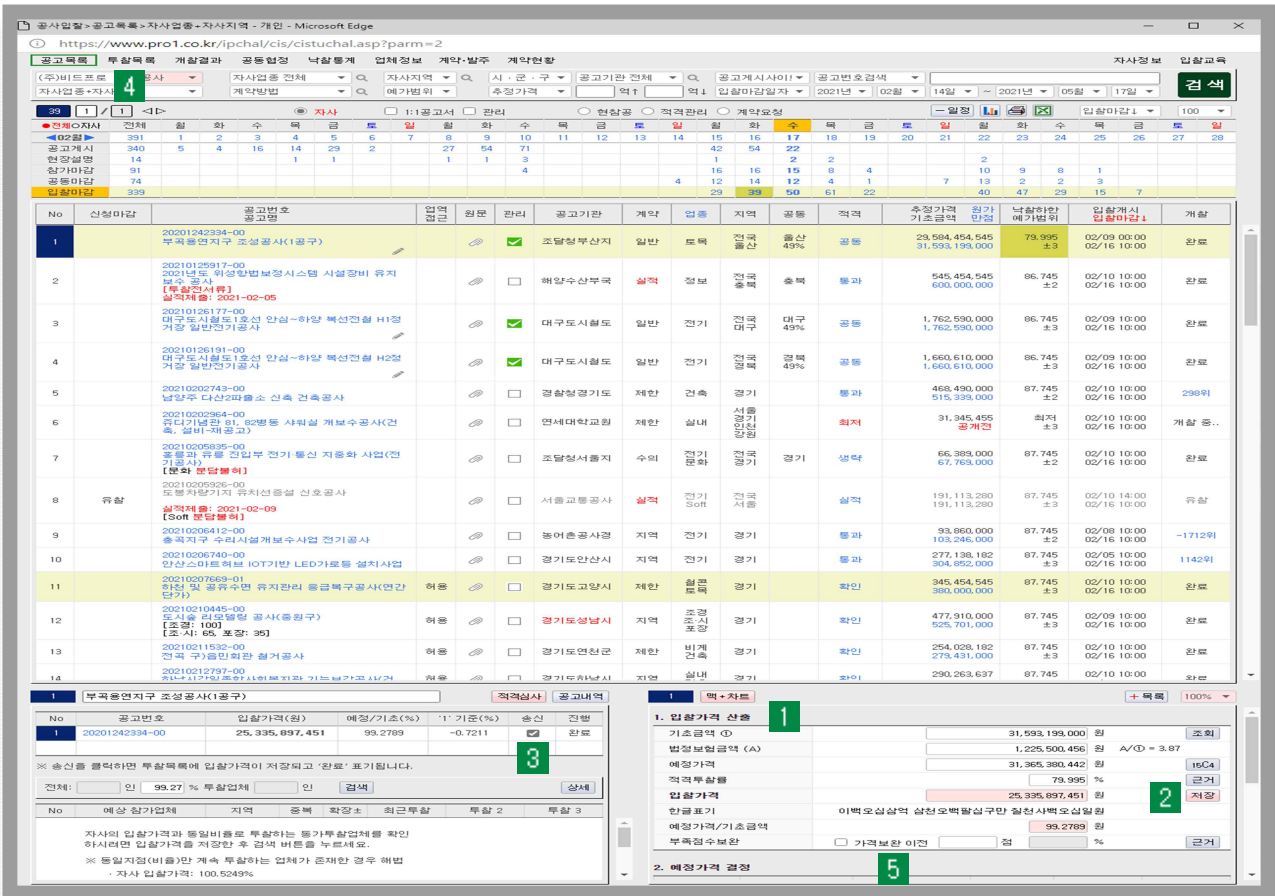 공사입찰>공고목록>자사업종+자사지역 - 개인 - Microsoft Edge
https://www.pro1.co.kr/ipchal/cis/cistuchal.asp?parm=2
공고목록 투찰목록 개찰결과 공동협정 낙찰통계 업체정보 계약·발주 계약현황 자사정보 입찰교육
(주)비드프로 공사 자사업종 전체 자사지역 시·군·구 공고기관 전체 공고게시사이! 공고번호검색 검색
자사업종+자사 계약방법 예가범위 추정가격 억↑ 억↓ 입찰마감일자 2021년 02월 14일 ~ 2021년 05월 17일
4
39 1 / 1 자사 1:1공고서 관리 현참공 적격관리 계약요청 일정 입찰마감↓ 100
●전체○자사 전체 월 화 수 목 금 토 일 월 화 수 목 금 토 일 월 화 수 목 금 토 일 월 화 수 목 금 토 일
◀02월▶ 391 1 2 3 4 5 6 7 8 9 10 11 12 13 14 15 16 17 18 19 20 21 22 23 24 25 26 27 28
공고게시 340 5 4 16 14 29 2 27 54 71 42 54 22
현장설명 14 1 1 1 1 3 1 2 2 2
참가마감 91 4 16 16 15 8 4 10 9 8 1
공동마감 74 4 12 14 12 4 1 7 13 2 2 3
입찰마감 339 29 39 50 61 22 40 47 29 15 7
No 신청마감 공고번호 공고명 업역 접근 원문 관리 공고기관 계약 업종 지역 공동 적격 추정가격 원가 기초금액 만점 낙찰하한 예가범위 입찰개시 입찰마감↓ 개찰
1 20201242334-00 부곡용연지구 조성공사(1공구) 조달청부산지 일반 토목 전국 울산 울산 49% 공동 29,584,454,545 31,593,199,000 79.995 ±3 02/09 00:00 02/16 10:00 완료
2 20210125917-00 2021년도 위성항법보정시스템 시설장비 유지보수 공사 [투찰전서류] 실적제출: 2021-02-05 해양수산부국 실적 정보 전국 충북 충북 통과 545,454,545 600,000,000 86.745 ±2 02/10 10:00 02/16 10:00 완료
3 20210126177-00 대구도시철도1호선 안심~하양 복선전철 H1정거장 일반전기공사 대구도시철도 일반 전기 전국 대구 대구 49% 공동 1,762,590,000 1,762,590,000 86.745 ±3 02/09 10:00 02/16 10:00 완료
4 20210126191-00 대구도시철도1호선 안심~하양 복선전철 H2정거장 일반전기공사 대구도시철도 일반 전기 전국 경북 경북 49% 공동 1,660,610,000 1,660,610,000 86.745 ±3 02/09 10:00 02/16 10:00 완료
5 20210202743-00 남양주 다산2파출소 신축 건축공사 경찰청경기도 제한 건축 경기 통과 468,490,000 515,339,000 87.745 ±2 02/10 10:00 02/16 10:00 298위
6 20210202964-00 쥬디기념관 81, 82병동 샤워실 개보수공사(건축, 설비-재공고) 연세대학교원 제한 실내 서울 경기 인천 강원 최저 31,345,455 공개전 최저 ±3 02/10 10:00 02/16 10:00 개찰 중..
7 20210205835-00 홍릉과 유릉 진입부 전기·통신 지중화 사업(전기공사) [문화 분담불허] 조달청서울지 수의 전기 문화 전국 경기 경기 생략 66,389,000 67,769,000 87.745 ±2 02/10 10:00 02/16 10:00 완료
8 유찰 20210205926-00 도봉차량기지 유치선증설 신호공사 실적제출: 2021-02-09 [Soft 분담불허] 서울교통공사 실적 전기 Soft 전국 서울 실적 191,113,280 191,113,280 87.745 ±3 02/10 14:00 02/16 10:00 유찰
9 20210206412-00 총곡지구 수리시설개보수사업 전기공사 농어촌공사경 지역 전기 경기 통과 93,860,000 103,246,000 87.745 ±2 02/08 10:00 02/16 10:00 -1712위
10 20210206740-00 안산스마트허브 IOT기반 LED가로등 설치사업 경기도안산시 지역 전기 경기 통과 277,138,182 304,852,000 87.745 ±3 02/05 10:00 02/16 10:00 1142위
11 20210207669-01 하천 및 공유수면 유지관리 응급복구공사(연간단가) 허용 경기도고양시 제한 철콘 토목 경기 확인 345,454,545 380,000,000 87.745 ±3 02/10 10:00 02/16 10:00 완료
12 20210210445-00 도시숲 리모델링 공사(중원구) [조경: 100] [조·시: 65, 포장: 35] 허용 경기도성남시 지역 조경 조·시 포장 경기 확인 477,910,000 525,701,000 87.745 ±3 02/09 10:00 02/16 10:00 완료
13 20210211532-00 전곡 구)읍민회관 철거공사 허용 경기도연천군 제한 비계 건축 경기 확인 254,028,182 279,431,000 87.745 ±3 02/10 10:00 02/16 10:00 완료
14 20210212797-00 하남시감일종합사회복지관 기능보강공사(건 허용 경기도하남시 지역 실내 경기 확인 290,263,637 87.745 02/10 10:00 완료
1 부곡용연지구 조성공사(1공구) 적격심사 공고내역
No 공고번호 입찰가격(원) 예정/기초(%) '1' 기준(%) 송신 진행
1 20201242334-00 25,335,897,451 99.2789 -0.7211 완료
3
※ 송신을 클릭하면 투찰목록에 입찰가격이 저장되고 '완료' 표기됩니다.
전체: 인 99.27 % 투찰업체 인 검색 상세
No 예상 참가업체 지역 중복 확장± 최근투찰 투찰 2 투찰 3
자사의 입찰가격과 동일비율로 투찰하는 동가투찰업체를 확인
하시려면 입찰가격을 저장한 후 검색 버튼을 누르세요.
※ 동일지점(비율)만 계속 투찰하는 업체가 존재한 경우 해법
· 자사 입찰가격: 100.5249%
1 맥+차트 +목록 100%
1
1. 입찰가격 산출
기초금액 ① 31,593,199,000 원 조회
법정보험금액 (A) 1,225,500,456 원 A/① = 3.87
예정가격 31,365,380,442 원 15C4
적격투찰률 79.995 % 근거
2
입찰가격 25,335,897,451 원 저장
한글표기 이백오십삼억 삼천오백팔십구만 칠천사백오십일원
예정가격/기초금액 99.2789 원
부족점수보완 가격보완 이전 점 % 근거
5
2. 예정가격 결정